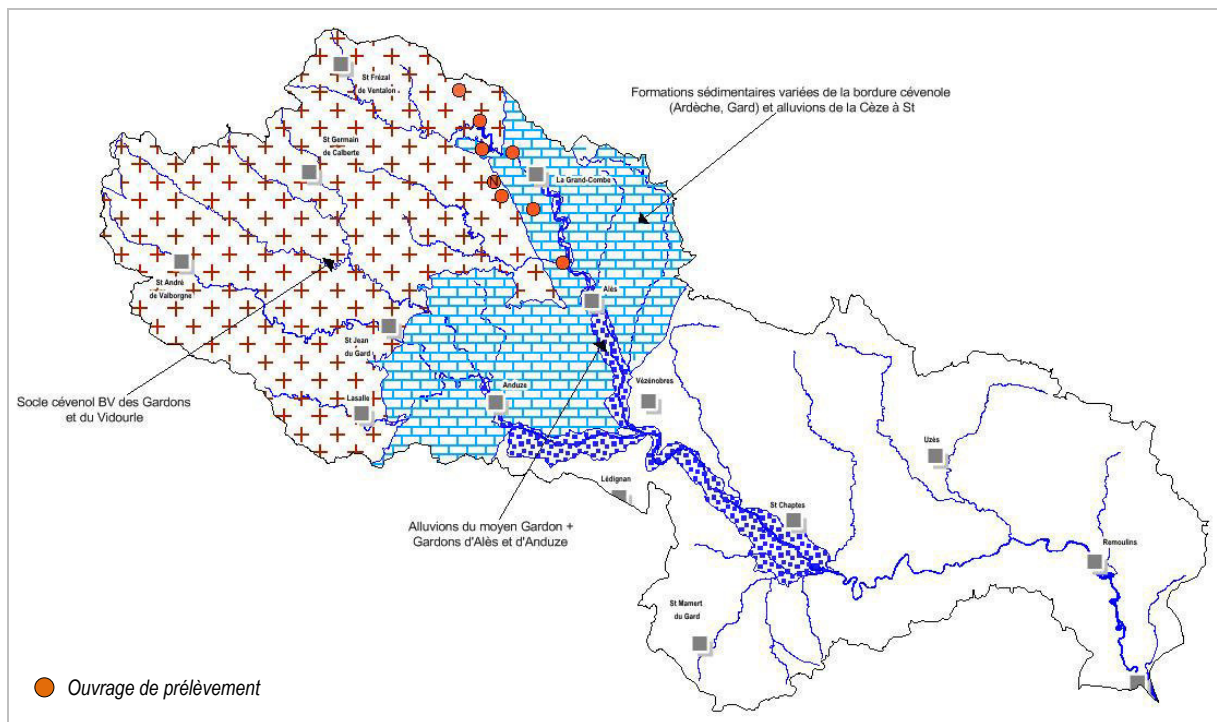 St Frézal
de Ventalon
Formations sédimentaires variées de la bordure cévenole
(Ardèche, Gard) et alluvions de la Cèze à St
St Germain
de Calberte
La Grand-Combe
N
St André
de Valborgne
Alès
St Jean
du Gard
Anduze
Vézénobres
Socle cévenol BV des Gardons
et du Vidourle
Lasalle
Uzès
Lédignan
St Chaptes
Alluvions du moyen Gardon +
Gardons d'Alès et d'Anduze
Remoulins
St Mamert
du Gard
Ouvrage de prélèvement